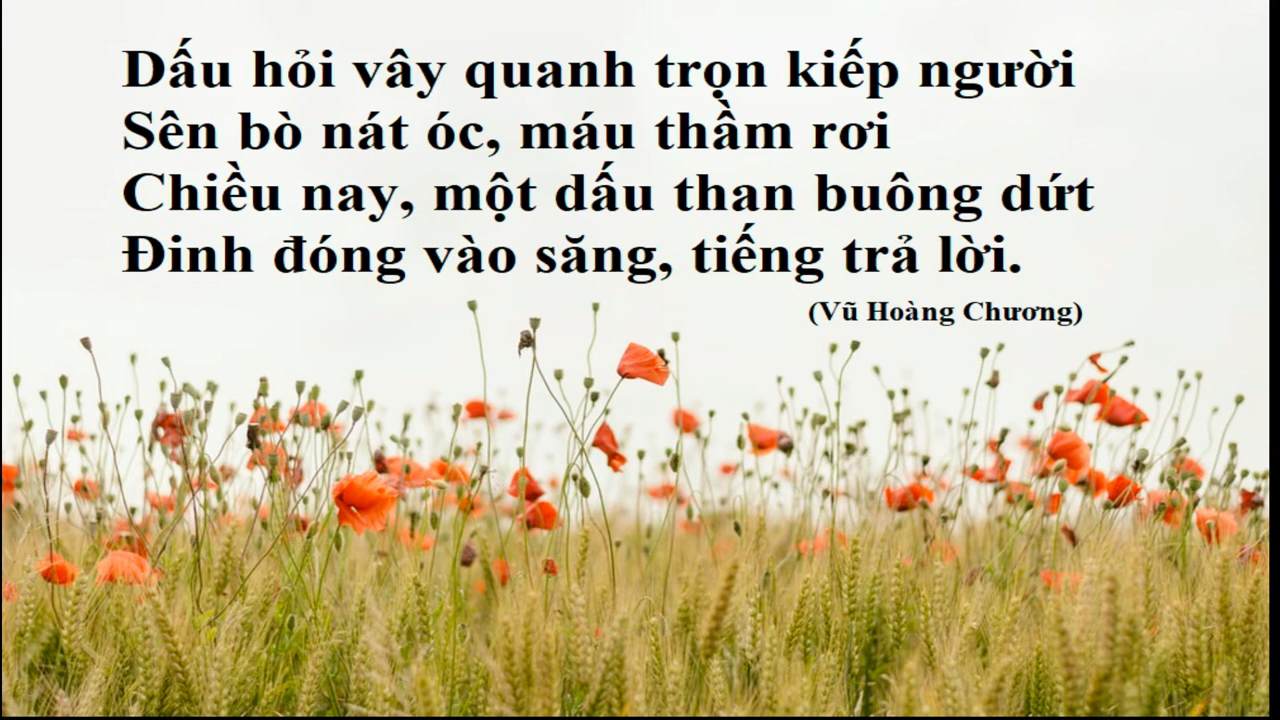 Dấu hỏi vây quanh trọn kiếp người
Sên bò nát óc, máu thầm rơi
Chiều nay, một dấu than buông dứt
Đinh đóng vào săng, tiếng trả lời.
(Vũ Hoàng Chương)